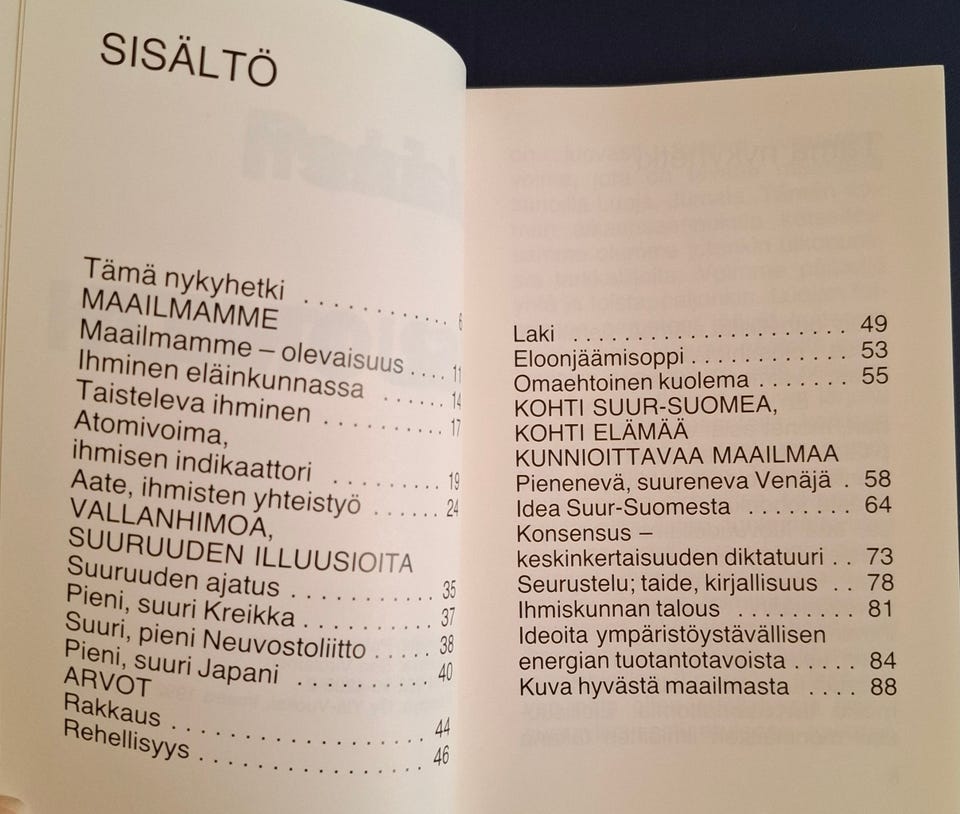 SISÄLTÖ
Tämä nykyhetki . . . . . . . . . . . 6
MAAILMAMME
Maailmamme – olevaisuus . . . . 11
Ihminen eläinkunnassa . . . . . . 14
Taisteleva ihminen . . . . . . . . . . 17
Atomivoima,
ihmisen indikaattori . . . . . . . . . 19
Aate, ihmisten yhteistyö . . . . . . 24
VALLANHIMOA,
SUURUUDEN ILLUUSIOITA
Suuruuden ajatus . . . . . . . . . . . 35
Pieni, suuri Kreikka . . . . . . . . . . 37
Suuri, pieni Neuvostoliitto . . . . . 38
Pieni, suuri Japani . . . . . . . . . . 40
ARVOT
Rakkaus . . . . . . . . . . . . . . . . . . 44
Rehellisyys . . . . . . . . . . . . . . . . 46
Laki . . . . . . . . . . . . . . . . . . . . . 49
Eloonjäämisoppi . . . . . . . . . . . . 53
Omaehtoinen kuolema . . . . . . . 55
KOHTI SUUR-SUOMEA,
KOHTI ELÄMÄÄ
KUNNIOITTAVAA MAAILMAA
Pienenevä, suureneva Venäjä . 58
Idea Suur-Suomesta . . . . . . . . 64
Konsensus –
keskinkertaisuuden diktatuuri . . 73
Seurustelu; taide, kirjallisuus . . 78
Ihmiskunnan talous . . . . . . . . . 81
Ideoita ympäristöystävällisen
energian tuotantotavoista . . . . . 84
Kuva hyvästä maailmasta . . . . 88